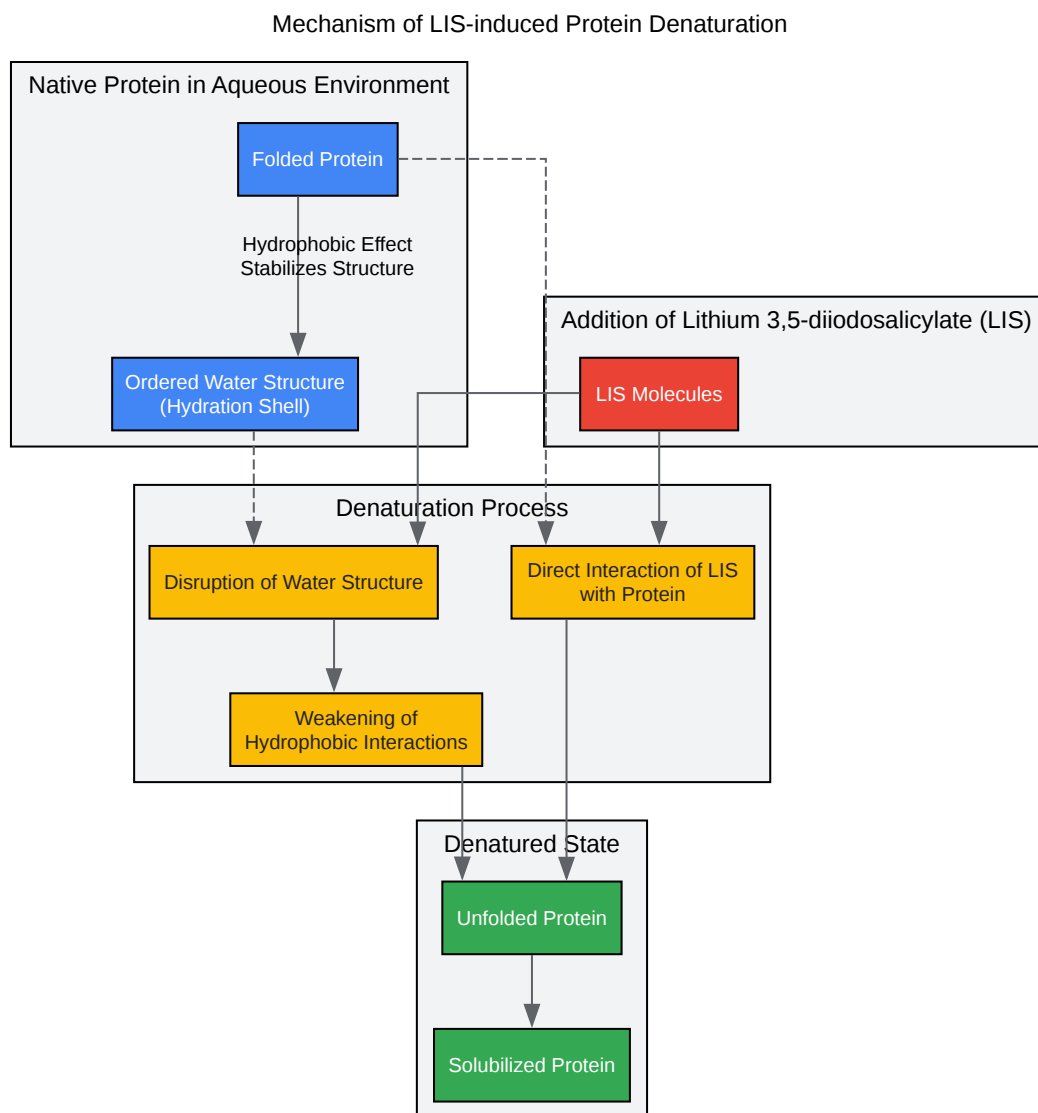 Mechanism of LIS-induced Protein Denaturation
Native Protein in Aqueous Environment
Folded Protein
Hydrophobic Effect
Stabilizes Structure
Addition of Lithium 3,5-diiodosalicylate (LIS)
Ordered Water Structure
(Hydration Shell)
LIS Molecules
Denaturation Process
Disruption of Water Structure
Direct Interaction of LIS
with Protein
Weakening of
Hydrophobic Interactions
Denatured State
Unfolded Protein
Solubilized Protein